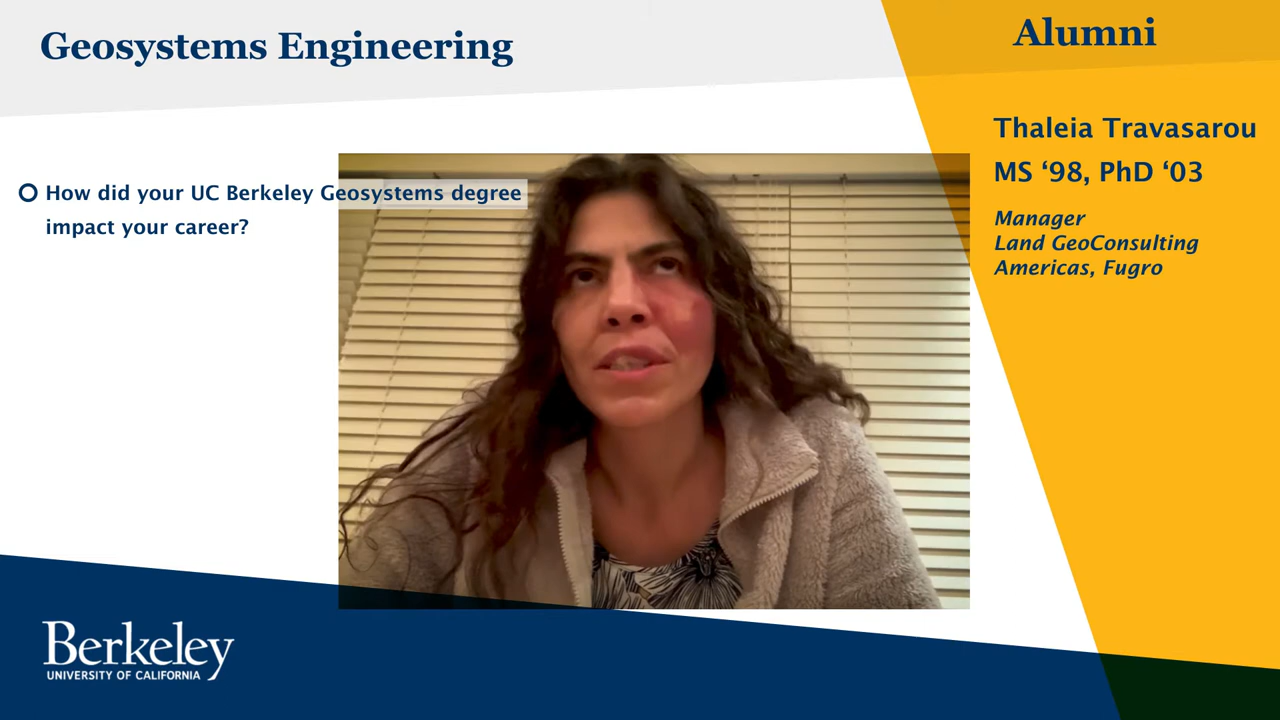 Geosystems Engineering
Alumni
Thaleia Travasarou
MS ‘98, PhD ‘03
Manager
Land GeoConsulting
Americas, Fugro
How did your UC Berkeley Geosystems degree
impact your career?
Berkeley
UNIVERSITY OF CALIFORNIA